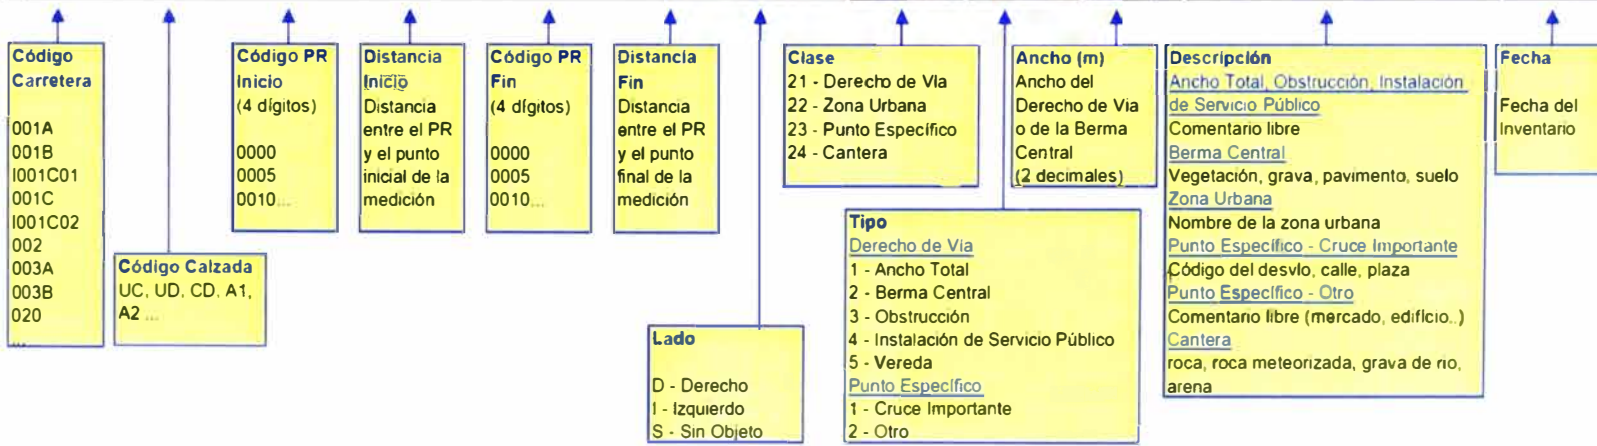 Código
Carretera
001A
001B
I001C01
001C
I001C02
002
003A
003B
020
...
Código Calzada
UC, UD, CD, A1,
A2 ...
Código PR
Inicio
(4 dígitos)
0000
0005
0010...
Distancia
Inicio
Distancia
entre el PR
y el punto
inicial de la
medición
Código PR
Fin
(4 dígitos)
0000
0005
0010...
Distancia
Fin
Distancia
entre el PR
y el punto
final de la
medición
Lado
D - Derecho
I - Izquierdo
S - Sin Objeto
Clase
21 - Derecho de Vía
22 - Zona Urbana
23 - Punto Específico
24 - Cantera
Tipo
Derecho de Vía
1 - Ancho Total
2 - Berma Central
3 - Obstrucción
4 - Instalación de Servicio Público
5 - Vereda
Punto Específico
1 - Cruce Importante
2 - Otro
Ancho (m)
Ancho del
Derecho de Via
o de la Berma
Central
(2 decimales)
Descripción
Ancho Total, Obstrucción, Instalación
de Servicio Público
Comentario libre
Berma Central
Vegetación, grava, pavimento, suelo
Zona Urbana
Nombre de la zona urbana
Punto Específico - Cruce Importante
Código del desvío, calle, plaza
Punto Específico - Otro
Comentario libre (mercado, edificio..)
Cantera
roca, roca meteorizada, grava de rio,
arena
Fecha
Fecha del
Inventario